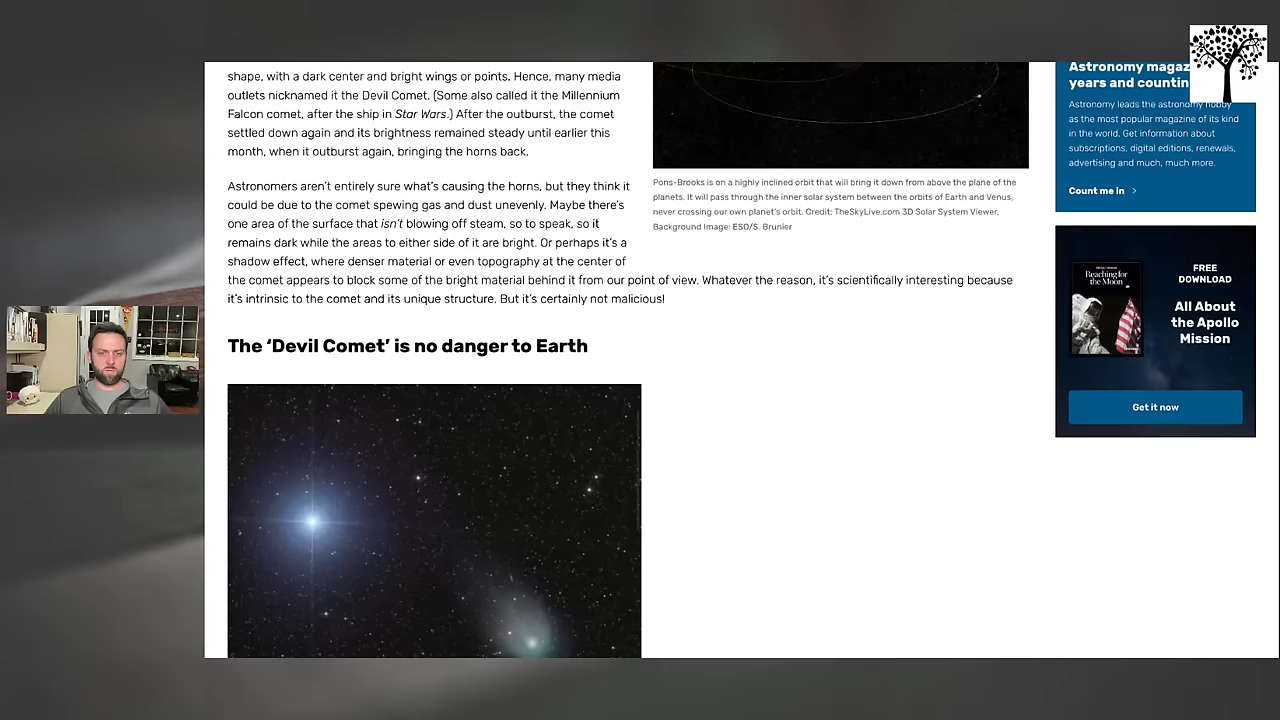 shape, with a dark center and bright wings or points. Hence, many media
outlets nicknamed it the Devil Comet. (Some also called it the Millennium
Falcon comet, after the ship in Star Wars.) After the outburst, the comet
settled down again and its brightness remained steady until earlier this
month, when it outburst again, bringing the horns back.
Astronomers aren’t entirely sure what’s causing the horns, but they think it
could be due to the comet spewing gas and dust unevenly. Maybe there’s
one area of the surface that isn’t blowing off steam, so to speak, so it
remains dark while the areas to either side of it are bright. Or perhaps it’s a
shadow effect, where denser material or even topography at the center of
the comet appears to block some of the bright material behind it from our point of view. Whatever the reason, it’s scientifically interesting because
it’s intrinsic to the comet and its unique structure. But it’s certainly not malicious!
The ‘Devil Comet’ is no danger to Earth
Pons-Brooks is on a highly inclined orbit that will bring it down from above the plane of the
planets. It will pass through the inner solar system between the orbits of Earth and Venus,
never crossing our own planet’s orbit. Credit: TheSkyLive.com 3D Solar System Viewer,
Background Image: ESO/S. Brunier
Astronomy magaz
years and countin
Astronomy leads the astronomy hobby
as the most popular magazine of its kind
in the world. Get information about
subscriptions, digital editions, renewals,
advertising and much, much more.
Count me in >
Reaching for
the Moon
FREE
DOWNLOAD
All About
the Apollo
Mission
Get it now